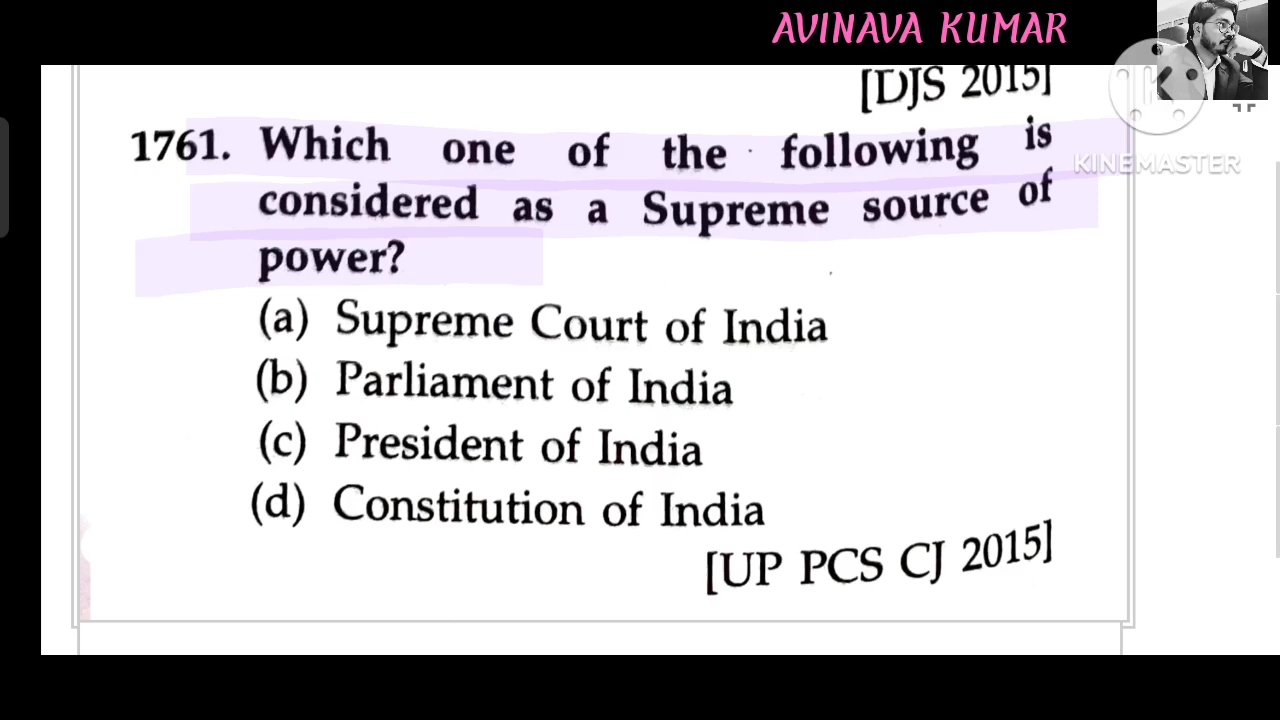 AVINAVA KUMAR
[DJS 2015]
KINEMASTER
1761. Which one of the following is
considered as a Supreme source of
power?
(a) Supreme Court of India
(b) Parliament of India
(c) President of India
(d) Constitution of India
[UP PCS CJ 2015]